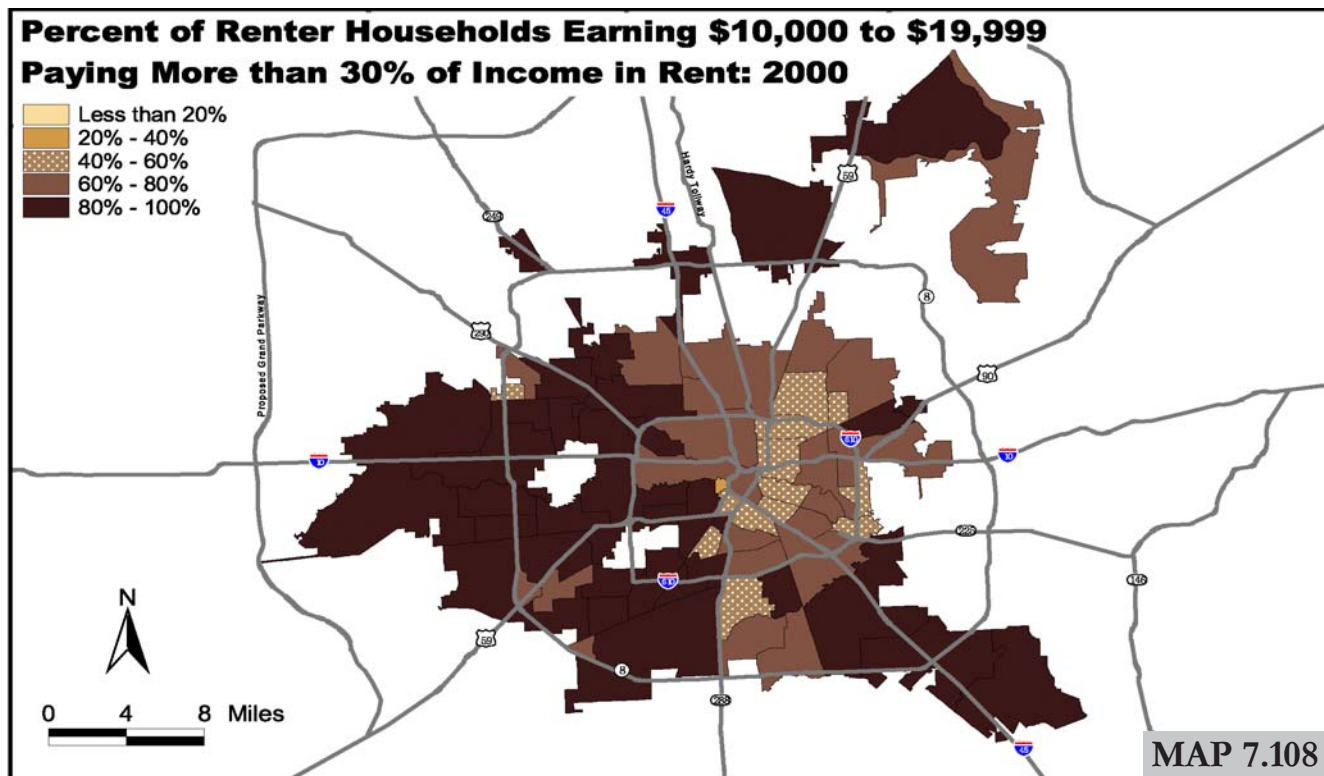 Percent of Renter Households Earning $10,000 to $19,999
Paying More than 30% of Income in Rent: 2000
Less than 20%
20% - 40%
40% - 60%
60% - 80%
80% - 100%
Hardy Tollway
59
45
249
Proposed Grand Parkway
8
290
90
610
10
10
225
146
610
N
59
8
288
0 4 8 Miles
45
MAP 7.108